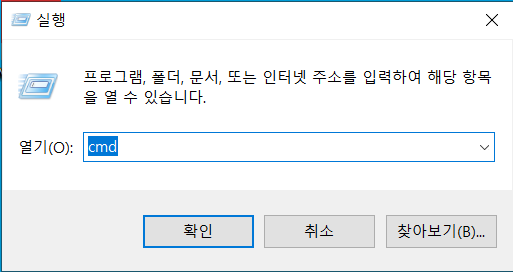 실행
프로그램, 폴더, 문서, 또는 인터넷 주소를 입력하여 해당 항목
을 열 수 있습니다.
열기(O): cmd
확인 취소 찾아보기(B)...